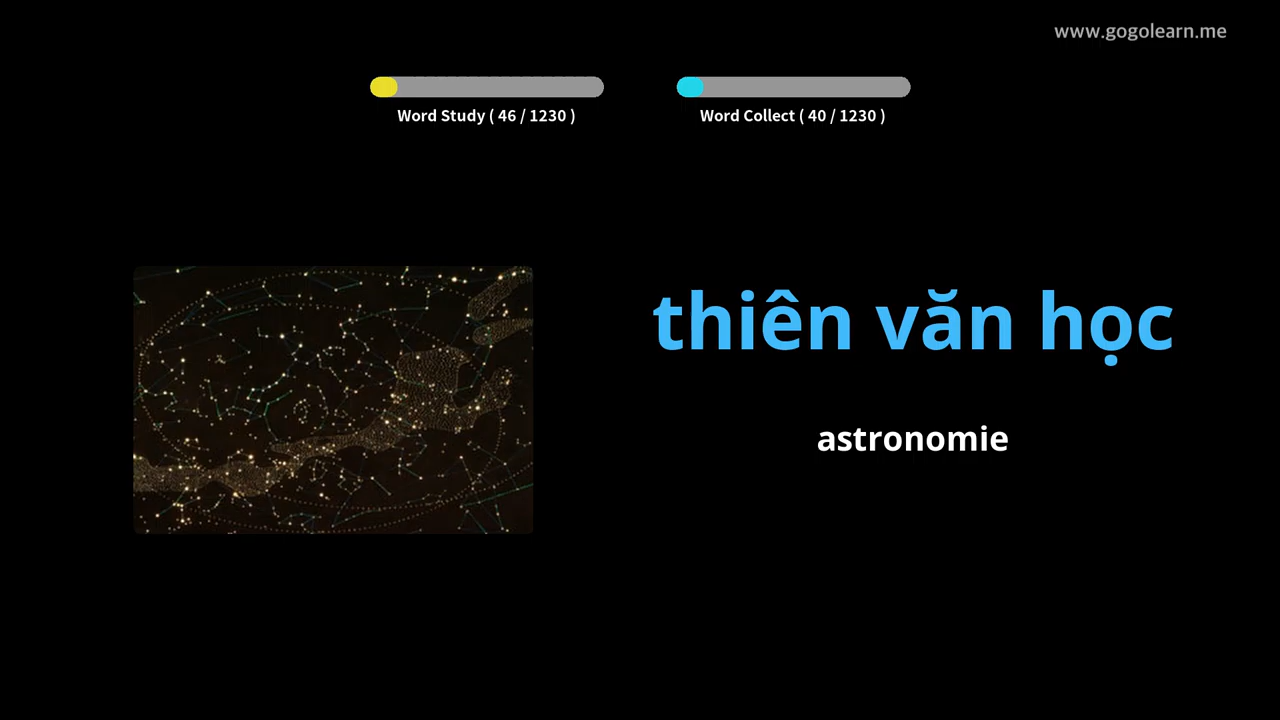 www.gogolearn.me
Word Study ( 46 / 1230 )
Word Collect ( 40 / 1230 )
thiên văn học
astronomie